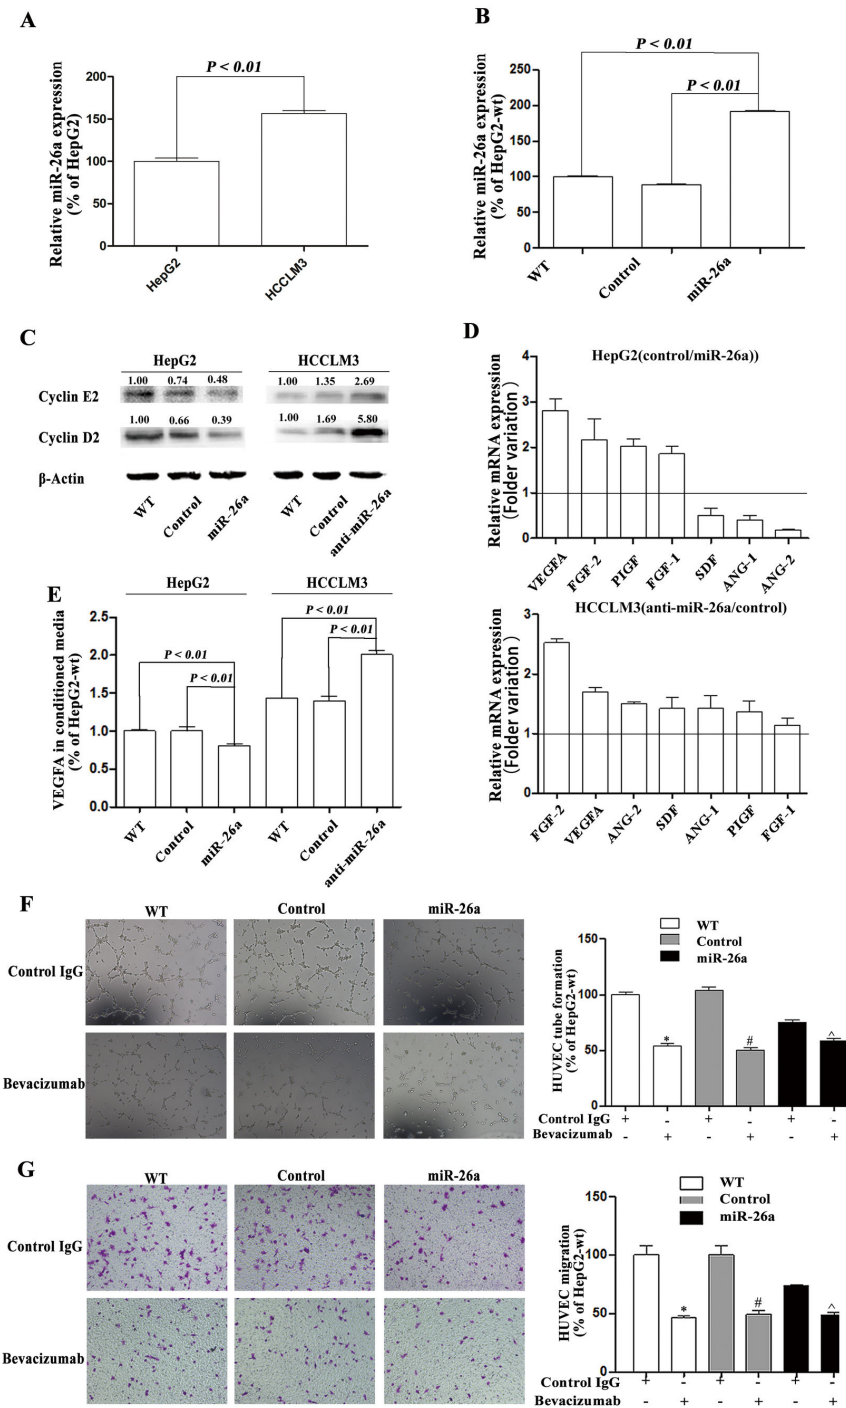 A
Relative miR-26a expression
(% of HepG2)
200
150
100
50
0
P < 0.01
HepG2
HCCLM3
B
Relative miR-26a expression
(% of HepG2-wt)
250
200
150
100
50
0
P < 0.01
P < 0.01
WT
Control
miR-26a
C
HepG2
HCCLM3
1.00 0.74 0.48
1.00 1.35 2.69
Cyclin E2
1.00 0.66 0.39
1.00 1.69 5.80
Cyclin D2
β-Actin
WT
Control
miR-26a
WT
Control
anti-miR-26a
D
HepG2(control/miR-26a))
Relative mRNA expression
(Folder variation)
4
3
2
1
0
VEGFA
FGF-2
PIGF
FGF-1
SDF
ANG-1
ANG-2
HCCLM3(anti-miR-26a/control)
Relative mRNA expression
(Folder variation)
3
2
1
0
FGF-2
VEGFA
ANG-2
SDF
ANG-1
PIGF
FGF-1
E
HepG2
HCCLM3
VEGFA in conditioned media
(% of HepG2-wt)
2.5
2.0
1.5
1.0
0.5
0.0
P < 0.01
P < 0.01
P < 0.01
P < 0.01
WT
Control
miR-26a
WT
Control
anti-miR-26a
F
WT
Control
miR-26a
Control IgG
Bevacizumab
WT
Control
miR-26a
HUVEC tube formation
(% of HepG2-wt)
150
100
50
0
* # ^
Control IgG + - + - + -
Bevacizumab - + - + - +
G
WT
Control
miR-26a
Control IgG
Bevacizumab
WT
Control
miR-26a
HUVEC migration
(% of HepG2-wt)
150
100
50
0
* # ^
Control IgG + - + - + -
Bevacizumab - + - + - +